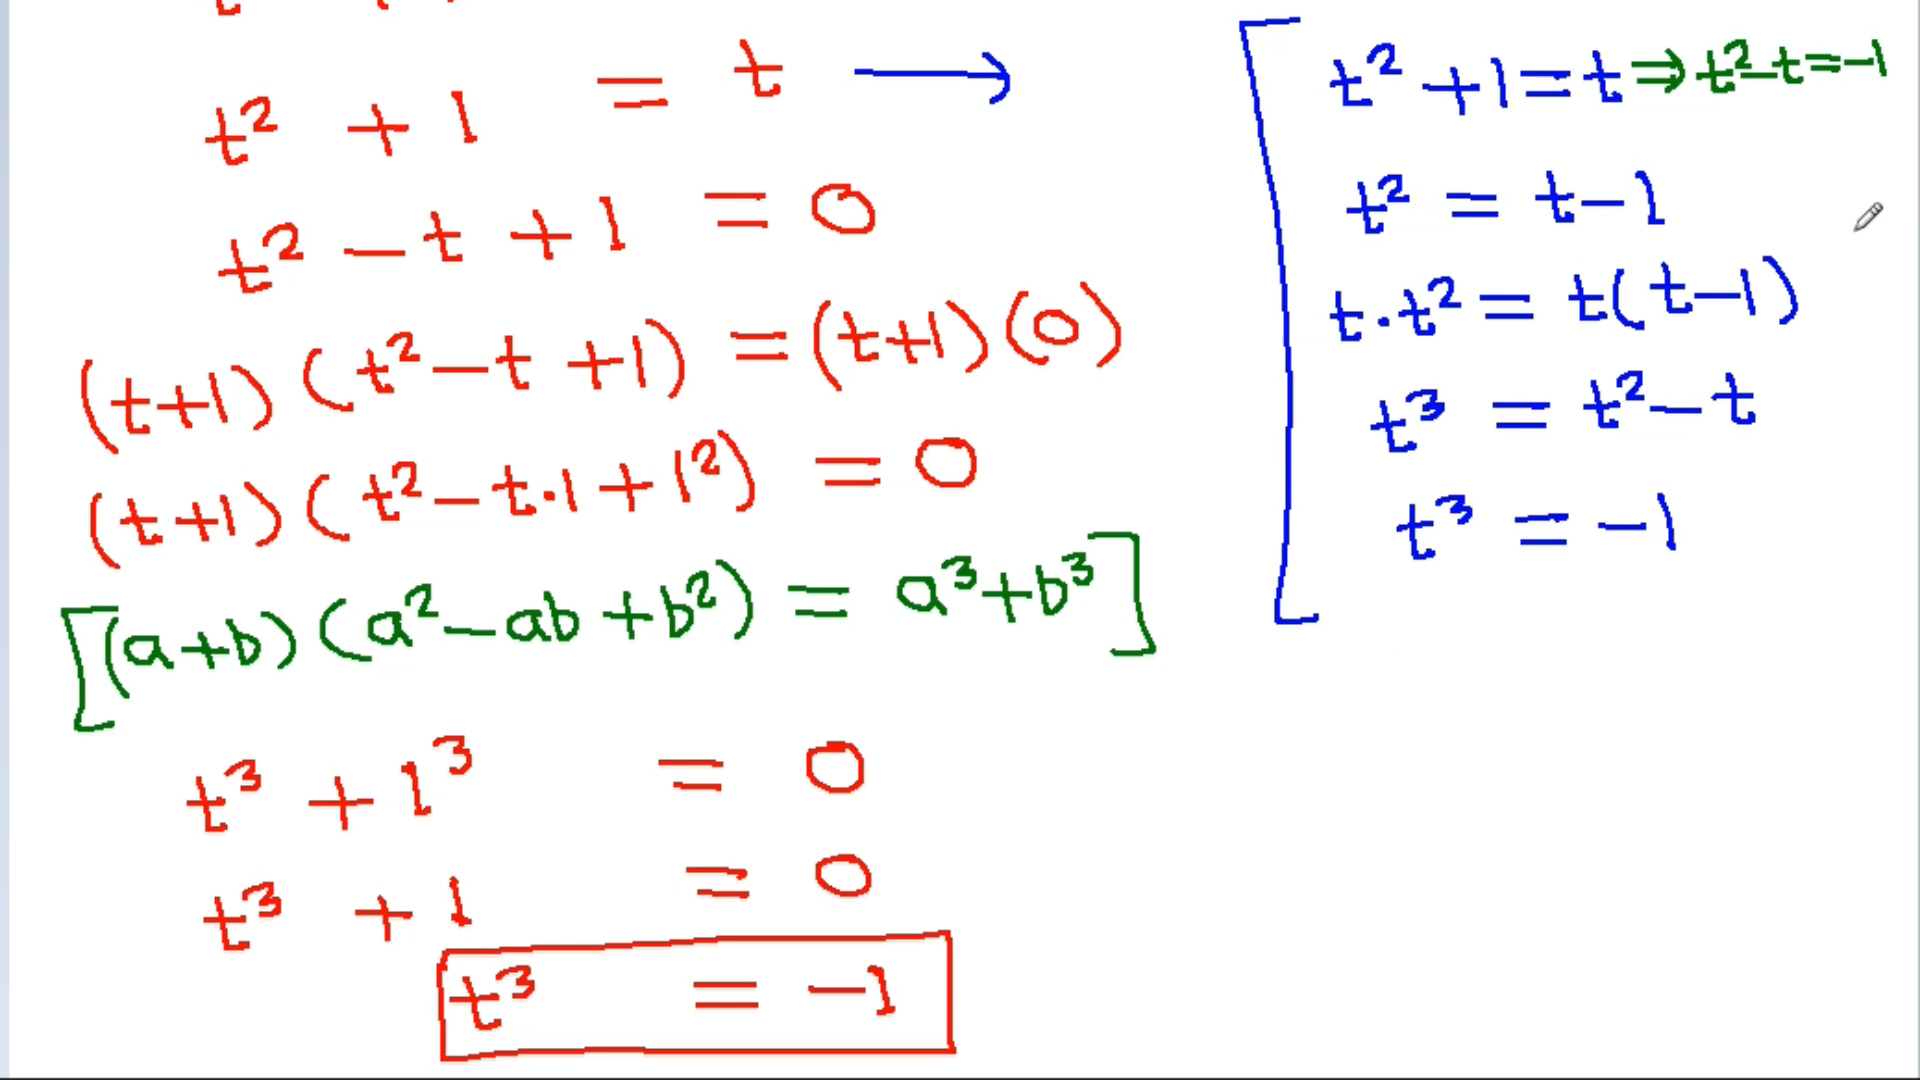 t² + 1 = t ⟶
t² - t + 1 = 0
(t+1) (t² - t + 1) = (t+1) (0)
(t+1) (t² - t·1 + 1²) = 0
[(a+b) (a² - ab + b²) = a³ + b³]
t³ + 1³ = 0
t³ + 1 = 0
t³ = -1
t² + 1 = t ⇒ t² - t = -1
t² = t - 1
t·t² = t(t-1)
t³ = t² - t
t³ = -1